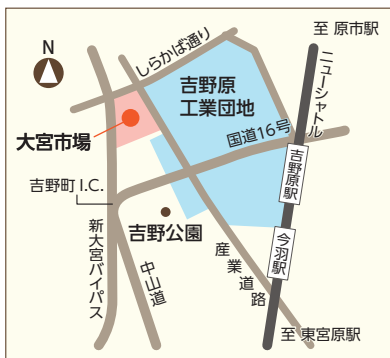 至 原市駅
N
しらかば通り
ニューシャトル
吉野原
工業団地
大宮市場
国道16号
吉野原駅
吉野町 I.C.
吉野公園
今羽駅
新大宮バイパス
中山道
産業道路
至 東宮原駅